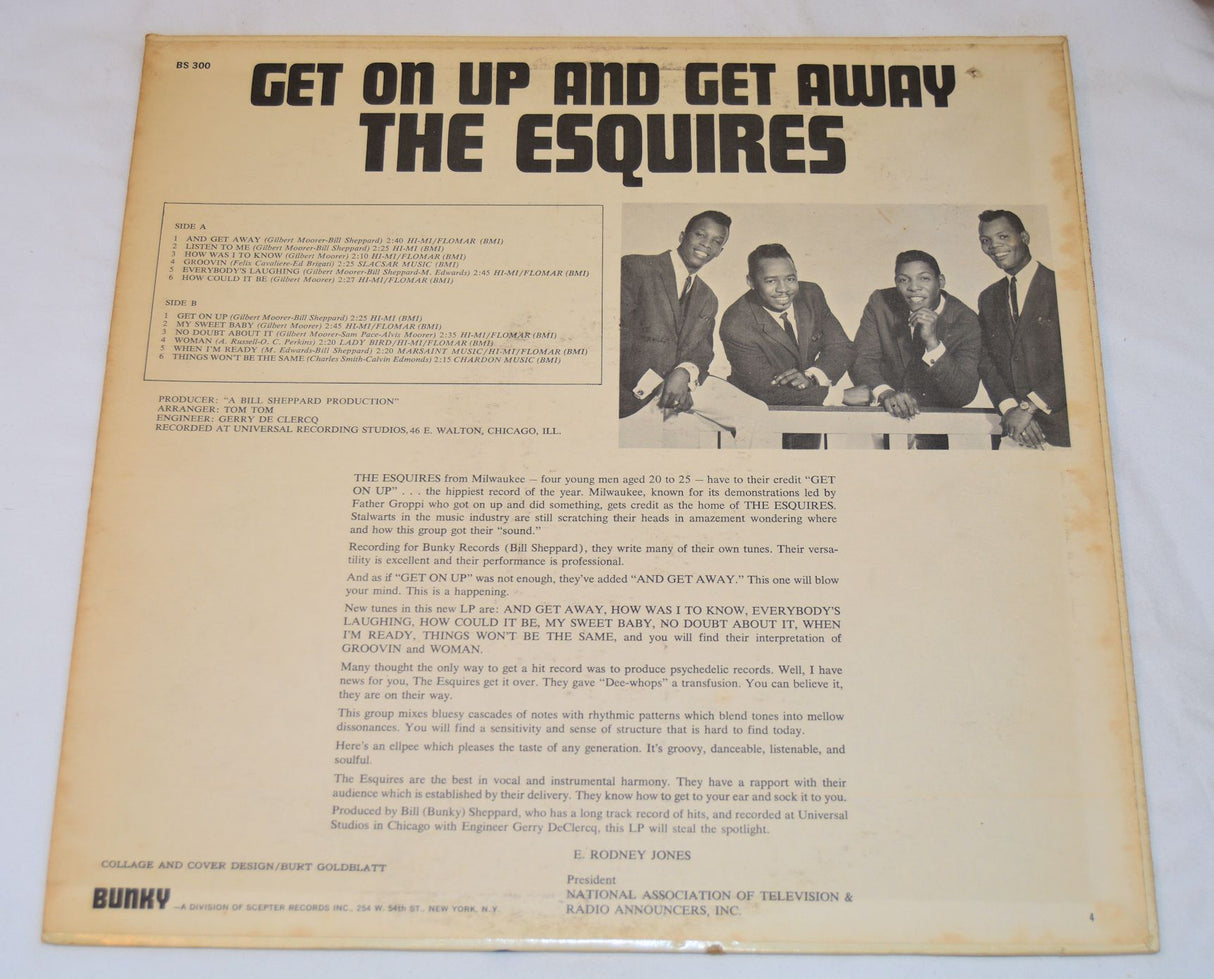 BS 300
GET ON UP AND GET AWAY
THE ESQUIRES
SIDE A
1 AND GET AWAY (Gilbert Moorer-Bill Sheppard) 2:40 HI-MI/FLOMAR (BMI)
2 LISTEN TO ME (Gilbert Moorer-Bill Sheppard) 2:25 HI-MI/FLOMAR (BMI)
3 HOW WAS I TO KNOW (Gilbert Moorer) 2:10 HI-MI/FLOMAR (BMI)
4 GROOVIN (Felix Cavaliere-Ed Brigati) 2:25 SLACSAR MUSIC (BMI)
5 EVERYBODY'S LAUGHING (Gilbert Moorer-Bill Sheppard-M. Edwards) 2:45 HI-MI/FLOMAR (BMI)
6 HOW COULD IT BE (Gilbert Moorer) 2:27 HI-MI/FLOMAR (BMI)
SIDE B
1 GET ON UP (Gilbert Moorer-Bill Sheppard) 2:25 HI-MI (BMI)
2 MY SWEET BABY (Gilbert Moorer) 2:45 HI-MI/FLOMAR (BMI)
3 NO DOUBT ABOUT IT (Gilbert Moorer-Sam Pace-Alvis Moorer) 2:35 HI-MI/FLOMAR (BMI)
4 WOMAN (A. Russell-O. C. Perkins) 2:20 LADY BIRD/HI-MI/FLOMAR (BMI)
5 WHEN I'M READY (M. Edwards-Bill Sheppard) 2:20 MARSAINT MUSIC/HI-MI/FLOMAR (BMI)
6 THINGS WON'T BE THE SAME (Charles Smith-Calvin Edmonds) 2:15 CHARDON MUSIC (BMI)
PRODUCER: "A BILL SHEPPARD PRODUCTION"
ARRANGER: TOM TOM
ENGINEER: GERRY DE CLERCQ
RECORDED AT UNIVERSAL RECORDING STUDIOS, 46 E. WALTON, CHICAGO, ILL.
THE ESQUIRES from Milwaukee – four young men aged 20 to 25 – have to their credit "GET
ON UP" . . . the hippiest record of the year. Milwaukee, known for its demonstrations led by
Father Groppi who got on up and did something, gets credit as the home of THE ESQUIRES.
Stalwarts in the music industry are still scratching their heads in amazement wondering where
and how this group got their "sound."
Recording for Bunky Records (Bill Sheppard), they write many of their own tunes. Their versa-
tility is excellent and their performance is professional.
And as if "GET ON UP" was not enough, they've added "AND GET AWAY." This one will blow
your mind. This is a happening.
New tunes in this new LP are: AND GET AWAY, HOW WAS I TO KNOW, EVERYBODY'S
LAUGHING, HOW COULD IT BE, MY SWEET BABY, NO DOUBT ABOUT IT, WHEN
I'M READY, THINGS WON'T BE THE SAME, and you will find their interpretation of
GROOVIN and WOMAN.
Many thought the only way to get a hit record was to produce psychedelic records. Well, I have
news for you, The Esquires get it over. They gave "Dee-whops" a transfusion. You can believe it,
they are on their way.
This group mixes bluesy cascades of notes with rhythmic patterns which blend tones into mellow
dissonances. You will find a sensitivity and sense of structure that is hard to find today.
Here's an ellpee which pleases the taste of any generation. It's groovy, danceable, listenable, and
soulful.
The Esquires are the best in vocal and instrumental harmony. They have a rapport with their
audience which is established by their delivery. They know how to get to your ear and sock it to you.
Produced by Bill (Bunky) Sheppard, who has a long track record of hits, and recorded at Universal
Studios in Chicago with Engineer Gerry DeClercq, this LP will steal the spotlight.
E. RODNEY JONES
President
NATIONAL ASSOCIATION OF TELEVISION &
RADIO ANNOUNCERS, INC.
COLLAGE AND COVER DESIGN/BURT GOLDBLATT
BUNKY —A DIVISION OF SCEPTER RECORDS INC., 254 W. 54th ST., NEW YORK, N.Y.
4